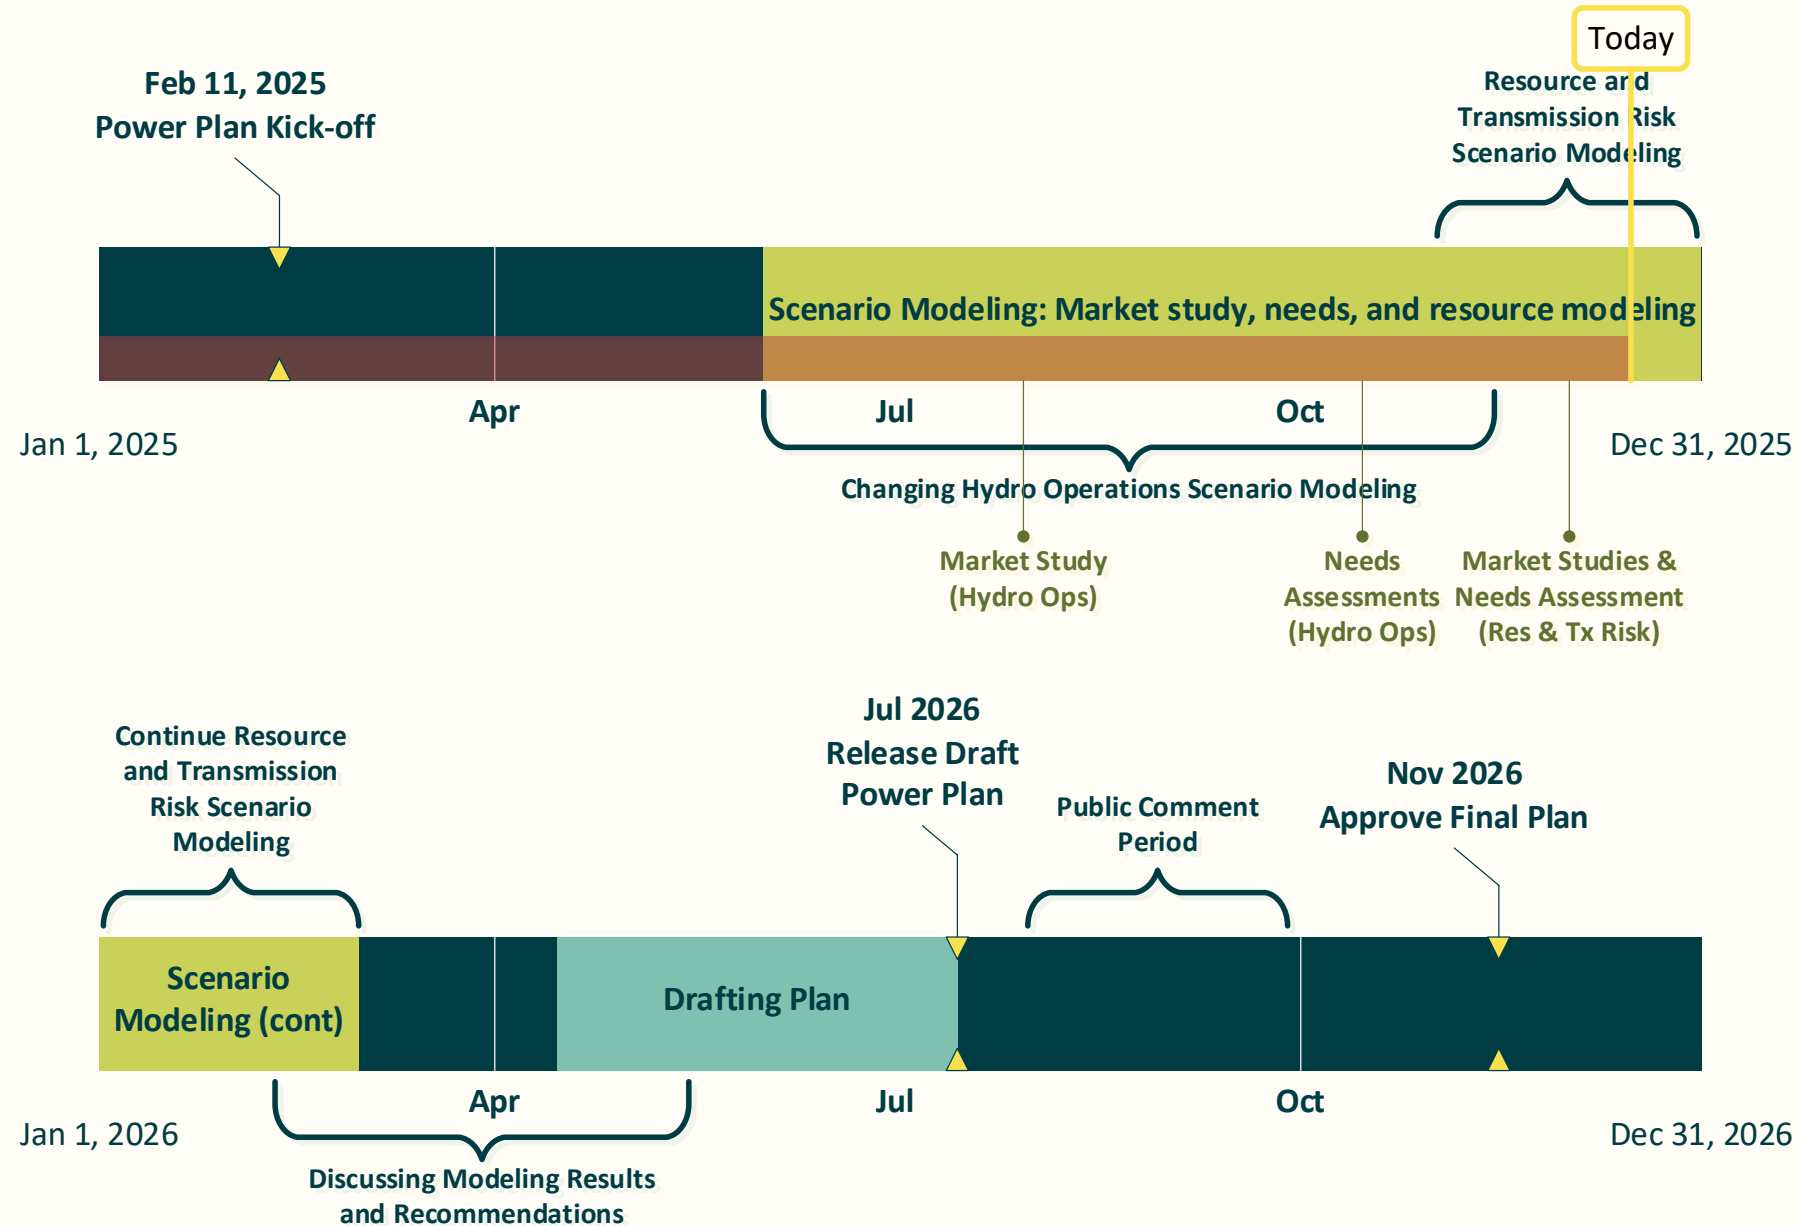 Today
Feb 11, 2025
Power Plan Kick-off
Resource and
Transmission Risk
Scenario Modeling
Scenario Modeling: Market study, needs, and resource modeling
Apr
Jul
Oct
Jan 1, 2025
Dec 31, 2025
Changing Hydro Operations Scenario Modeling
Market Study
(Hydro Ops)
Needs
Assessments
(Hydro Ops)
Market Studies &
Needs Assessment
(Res & Tx Risk)
Continue Resource
and Transmission
Risk Scenario
Modeling
Jul 2026
Release Draft
Power Plan
Public Comment
Period
Nov 2026
Approve Final Plan
Scenario
Modeling (cont)
Drafting Plan
Apr
Jul
Oct
Jan 1, 2026
Dec 31, 2026
Discussing Modeling Results
and Recommendations